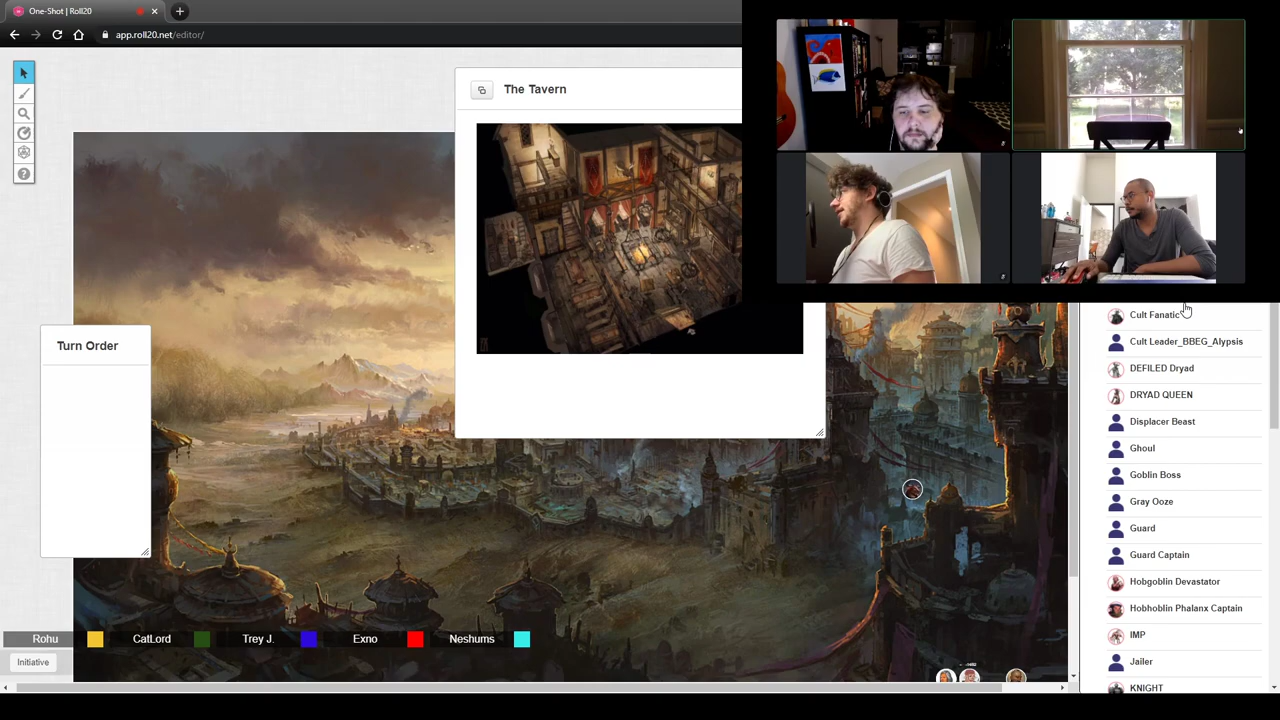 One-Shot | Roll20
app.roll20.net/editor/
The Tavern
Turn Order
Cult Fanatic
Cult Leader_BBEG_Alypsis
DEFILED Dryad
DRYAD QUEEN
Displacer Beast
Ghoul
Goblin Boss
Gray Ooze
Guard
Guard Captain
Hobgoblin Devastator
Hobhoblin Phalanx Captain
IMP
Jailer
KNIGHT
Rohu
CatLord
Trey J.
Exno
Neshums
Initiative